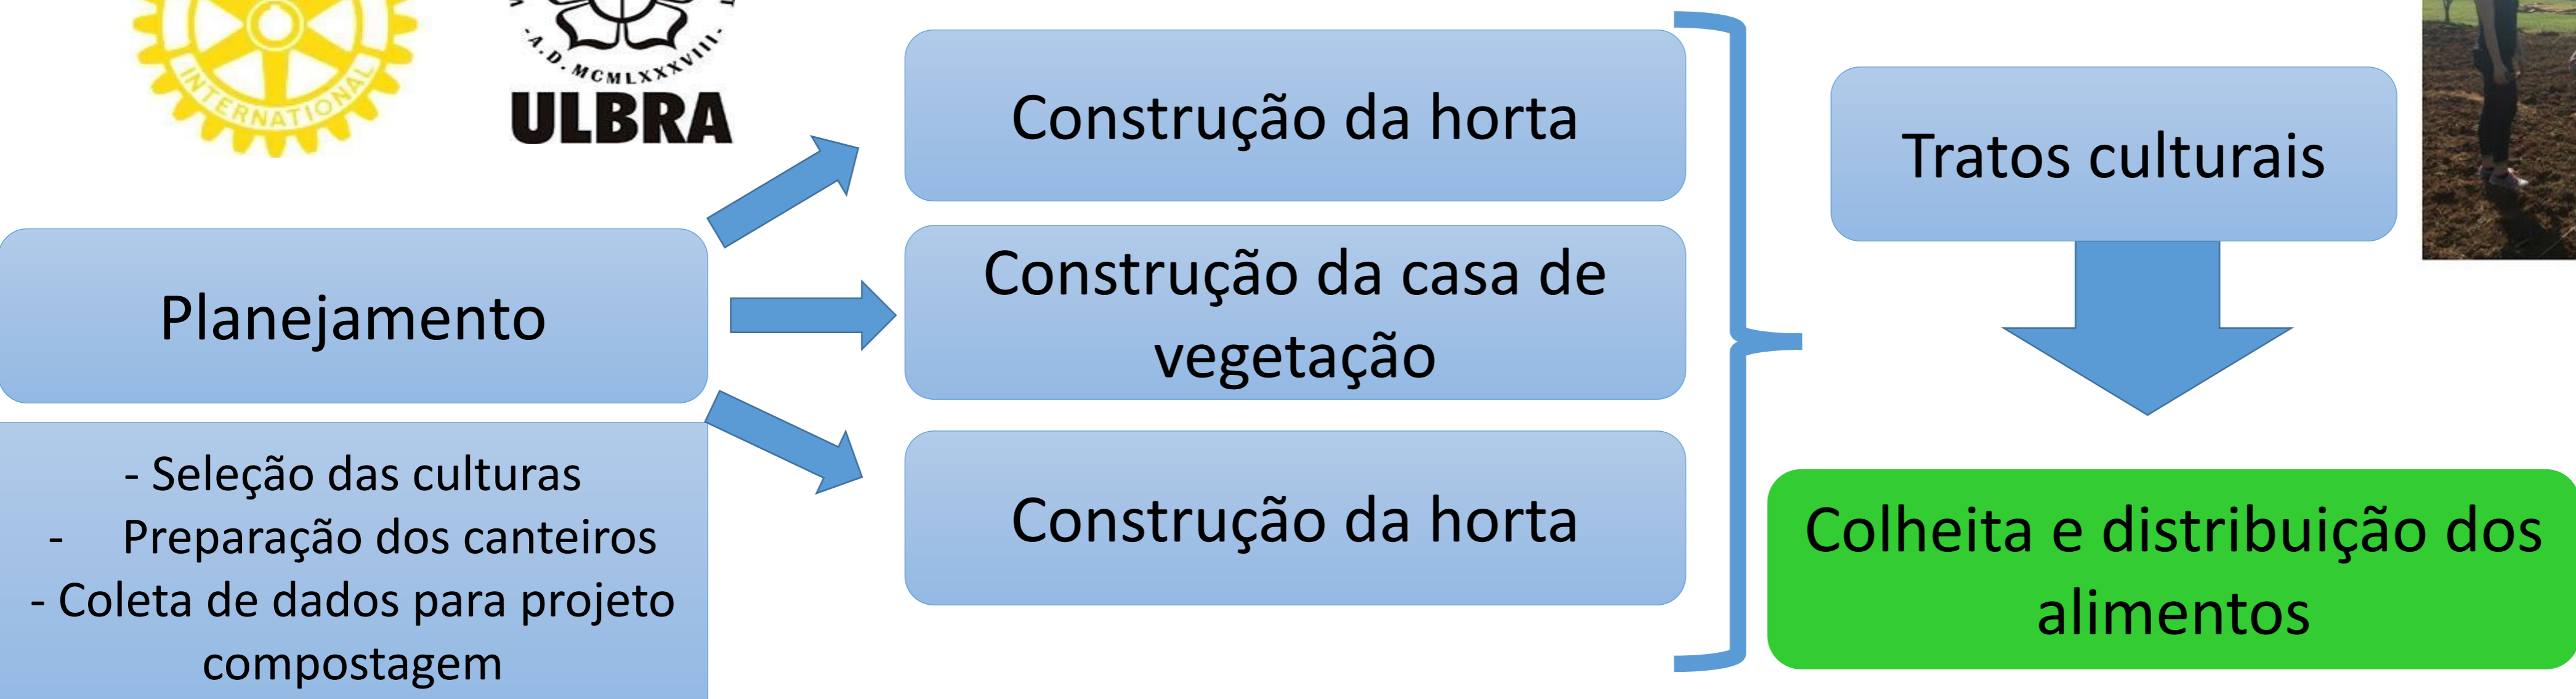 INTERNATIONAL
A.D. MCMLXXXVIII
ULBRA
Planejamento
- Seleção das culturas
- Preparação dos canteiros
- Coleta de dados para projeto
compostagem
Construção da horta
Construção da casa de
vegetação
Construção da horta
Tratos culturais
Colheita e distribuição dos
alimentos